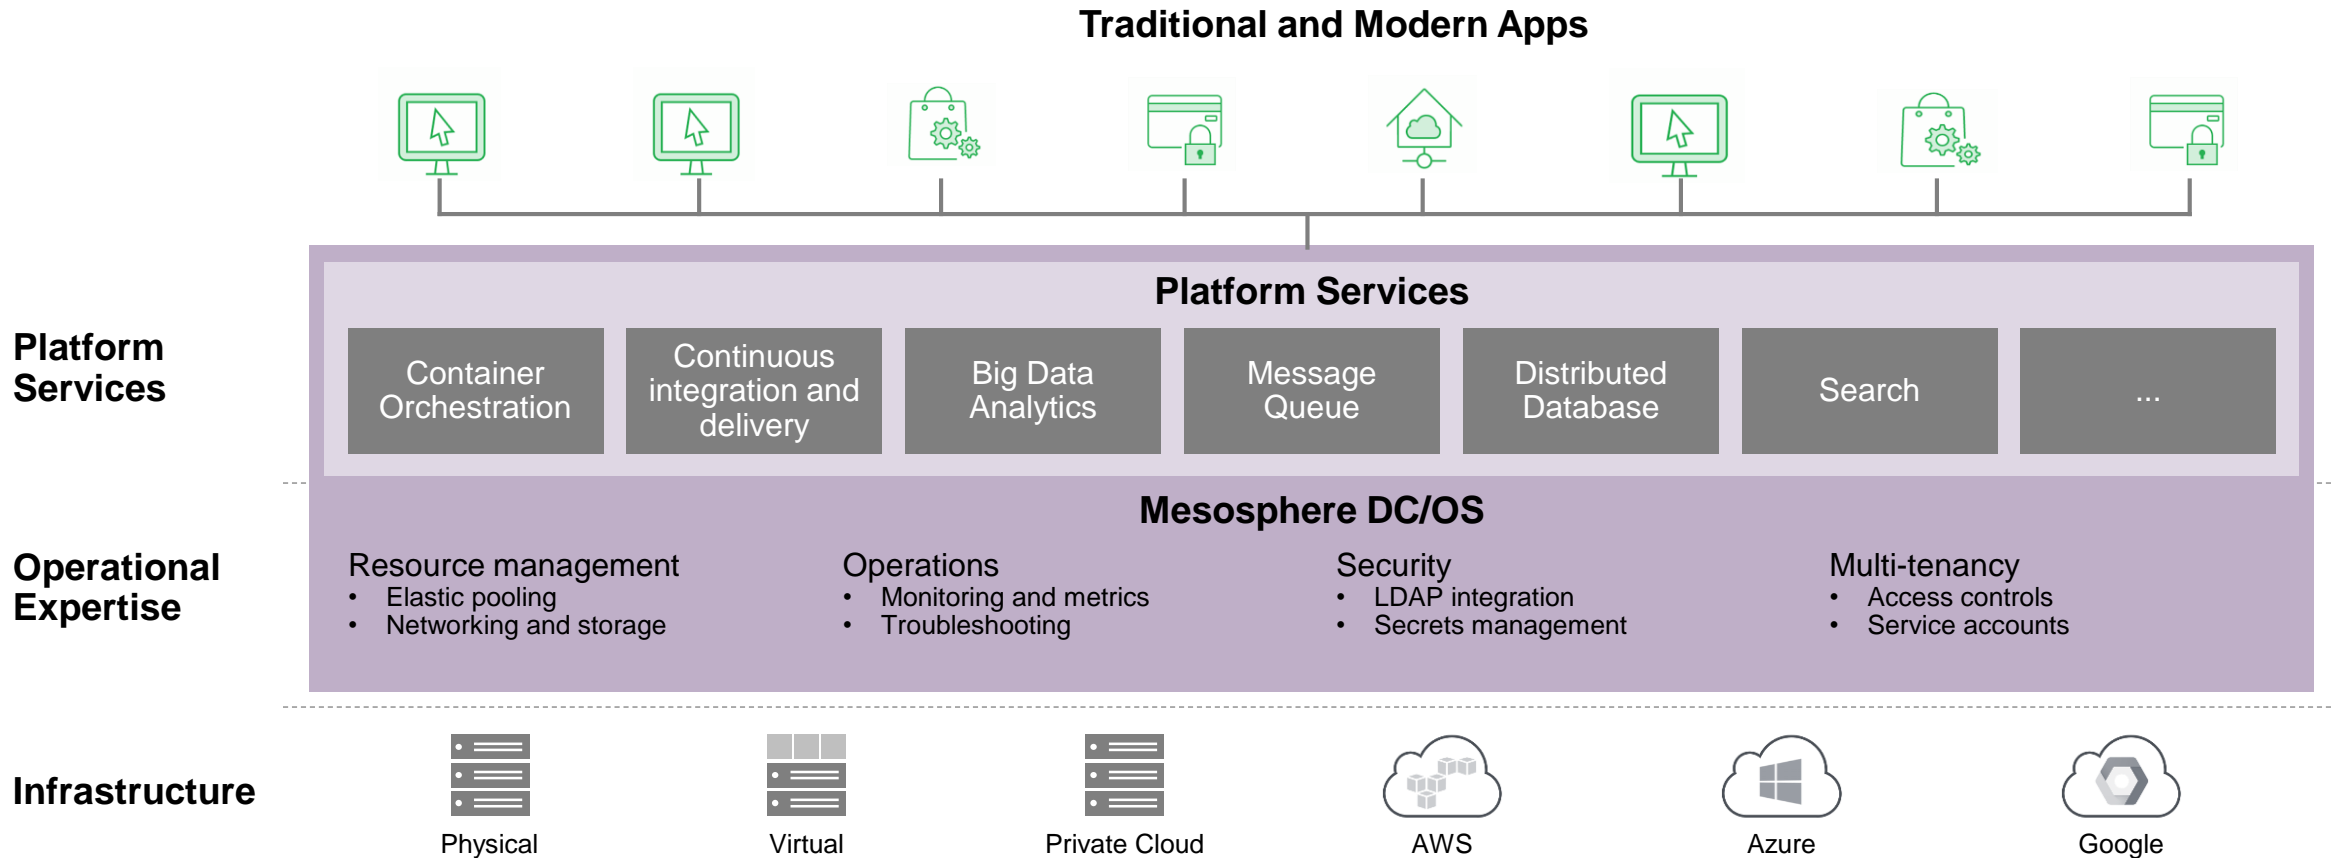 Traditional and Modern Apps
Platform Services
Platform
Services
Container
Orchestration
Continuous
integration and
delivery
Big Data
Analytics
Message
Queue
Distributed
Database
Search
...
Mesosphere DC/OS
Operational
Expertise
Resource management
• Elastic pooling
• Networking and storage
Operations
• Monitoring and metrics
• Troubleshooting
Security
• LDAP integration
• Secrets management
Multi-tenancy
• Access controls
• Service accounts
Infrastructure
Physical
Virtual
Private Cloud
AWS
Azure
Google